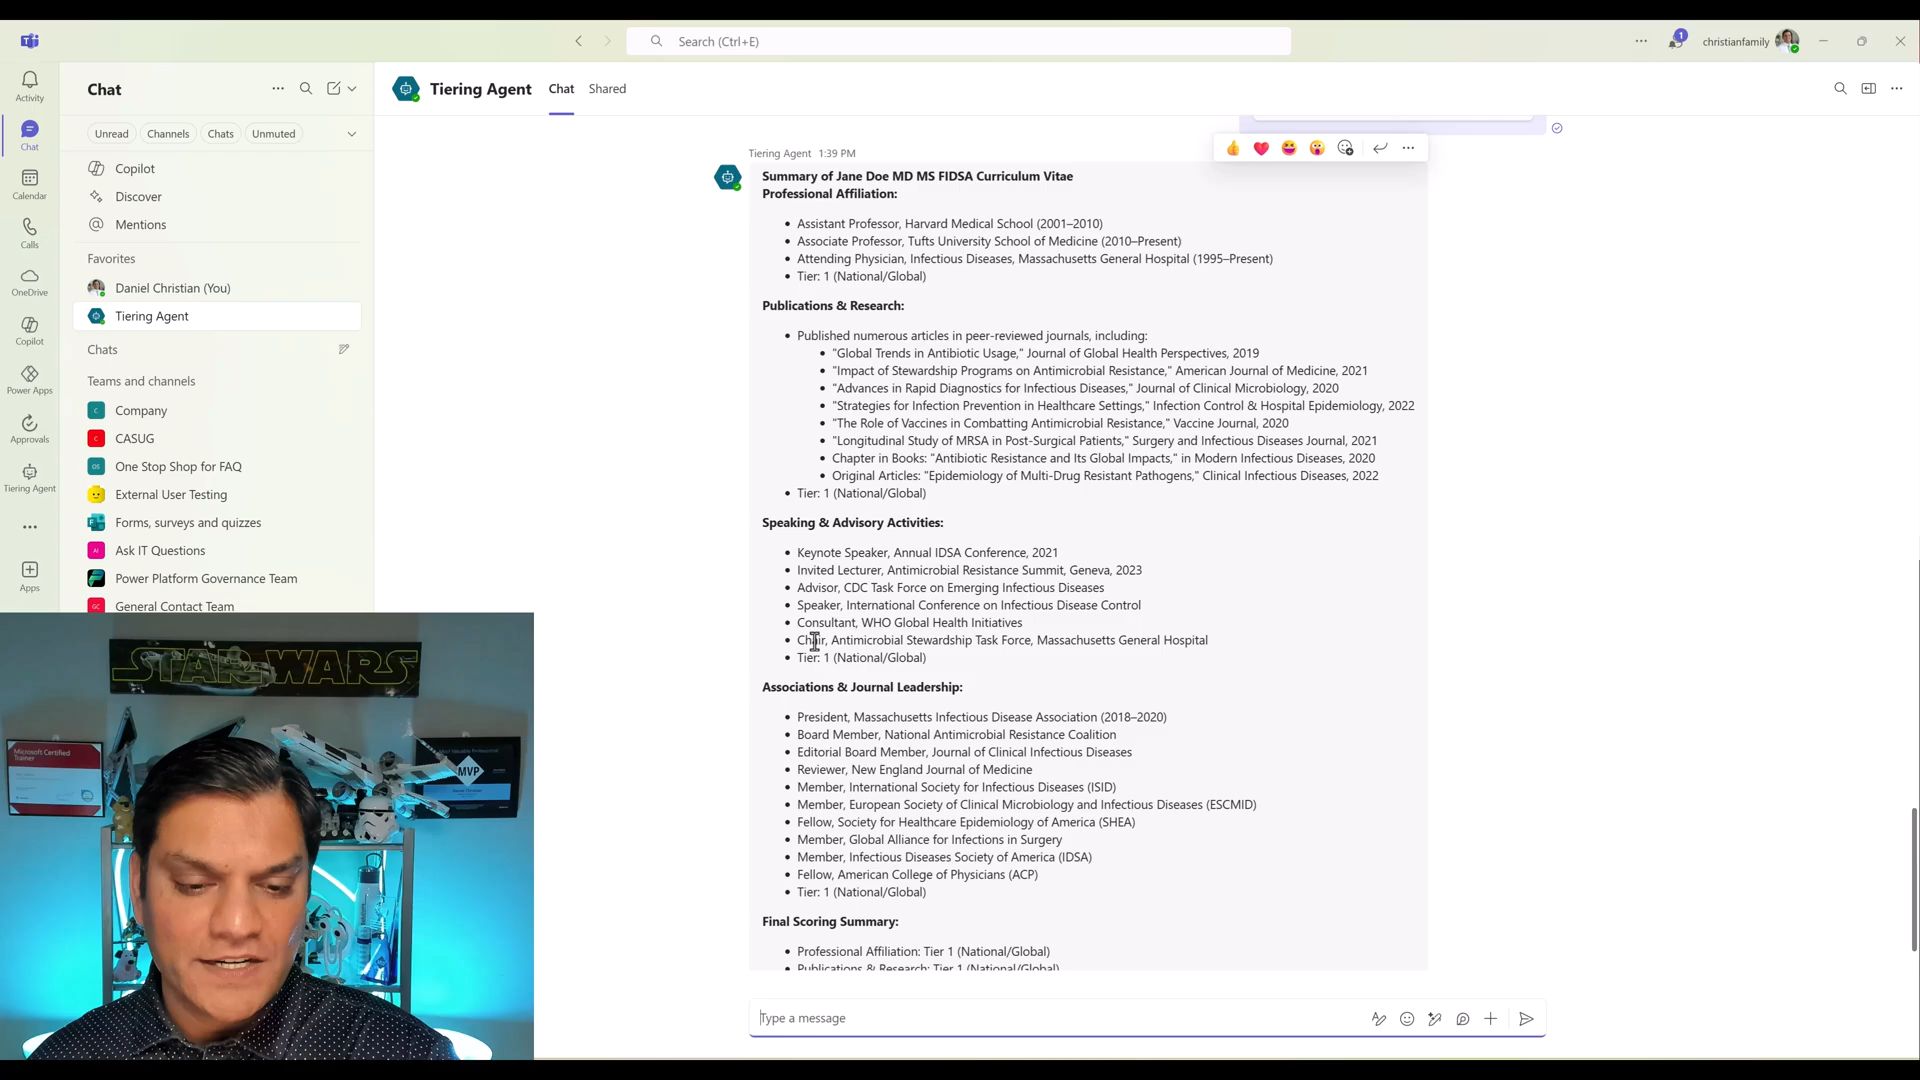 Search (Ctrl+E)
1
christianfamily
Activity
Chat
Calendar
Calls
OneDrive
Copilot
Power Apps
Approvals
Tiering Agent
Apps
Chat
Unread
Channels
Chats
Unmuted
Copilot
Discover
Mentions
Favorites
Daniel Christian (You)
Tiering Agent
Chats
Teams and channels
C Company
C CASUG
OS One Stop Shop for FAQ
External User Testing
Forms, surveys and quizzes
AI Ask IT Questions
Power Platform Governance Team
GC General Contact Team
Tiering Agent
Chat
Shared
Tiering Agent 1:39 PM
Summary of Jane Doe MD MS FIDSA Curriculum Vitae
Professional Affiliation:
• Assistant Professor, Harvard Medical School (2001–2010)
• Associate Professor, Tufts University School of Medicine (2010–Present)
• Attending Physician, Infectious Diseases, Massachusetts General Hospital (1995–Present)
• Tier: 1 (National/Global)
Publications & Research:
• Published numerous articles in peer-reviewed journals, including:
• "Global Trends in Antibiotic Usage," Journal of Global Health Perspectives, 2019
• "Impact of Stewardship Programs on Antimicrobial Resistance," American Journal of Medicine, 2021
• "Advances in Rapid Diagnostics for Infectious Diseases," Journal of Clinical Microbiology, 2020
• "Strategies for Infection Prevention in Healthcare Settings," Infection Control & Hospital Epidemiology, 2022
• "The Role of Vaccines in Combatting Antimicrobial Resistance," Vaccine Journal, 2020
• "Longitudinal Study of MRSA in Post-Surgical Patients," Surgery and Infectious Diseases Journal, 2021
• Chapter in Books: "Antibiotic Resistance and Its Global Impacts," in Modern Infectious Diseases, 2020
• Original Articles: "Epidemiology of Multi-Drug Resistant Pathogens," Clinical Infectious Diseases, 2022
• Tier: 1 (National/Global)
Speaking & Advisory Activities:
• Keynote Speaker, Annual IDSA Conference, 2021
• Invited Lecturer, Antimicrobial Resistance Summit, Geneva, 2023
• Advisor, CDC Task Force on Emerging Infectious Diseases
• Speaker, International Conference on Infectious Disease Control
• Consultant, WHO Global Health Initiatives
• Chair, Antimicrobial Stewardship Task Force, Massachusetts General Hospital
• Tier: 1 (National/Global)
Associations & Journal Leadership:
• President, Massachusetts Infectious Disease Association (2018–2020)
• Board Member, National Antimicrobial Resistance Coalition
• Editorial Board Member, Journal of Clinical Infectious Diseases
• Reviewer, New England Journal of Medicine
• Member, International Society for Infectious Diseases (ISID)
• Member, European Society of Clinical Microbiology and Infectious Diseases (ESCMID)
• Fellow, Society for Healthcare Epidemiology of America (SHEA)
• Member, Global Alliance for Infections in Surgery
• Member, Infectious Diseases Society of America (IDSA)
• Fellow, American College of Physicians (ACP)
• Tier: 1 (National/Global)
Final Scoring Summary:
• Professional Affiliation: Tier 1 (National/Global)
• Publications & Research: Tier 1 (National/Global)
Type a message
STAR WARS
Microsoft Certified
Trainer
MVP